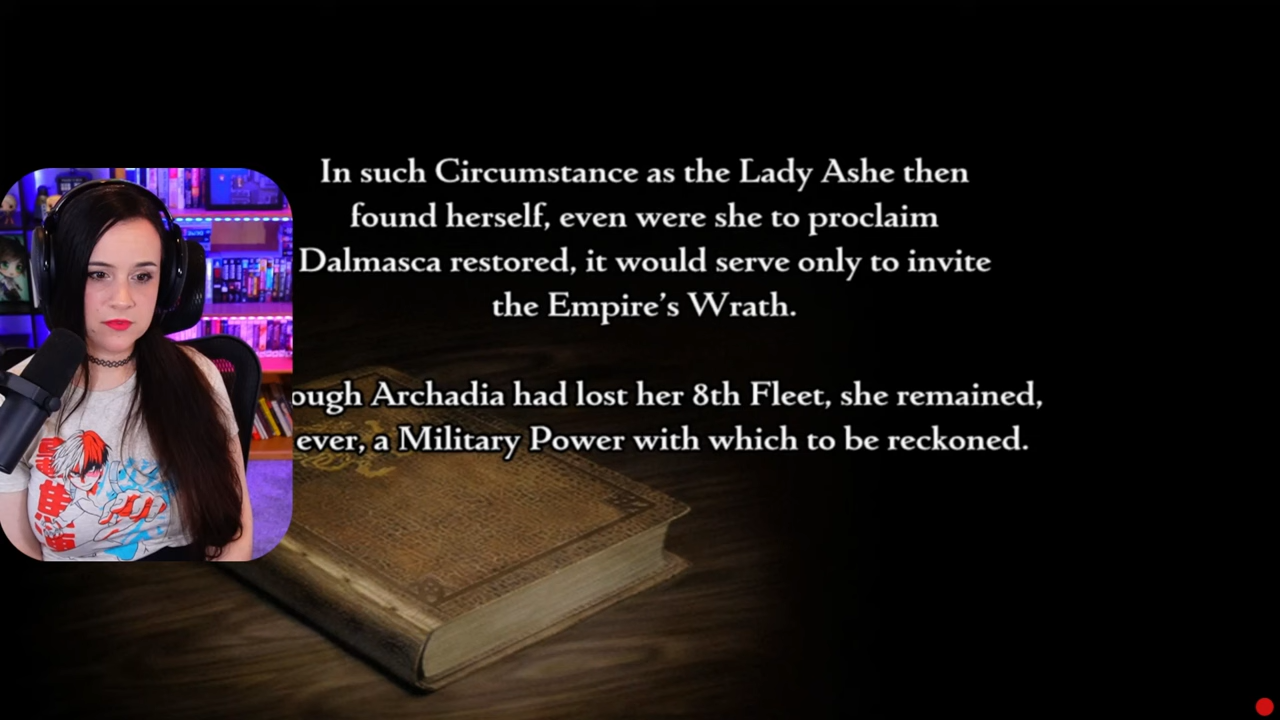 In such Circumstance as the Lady Ashe then
found herself, even were she to proclaim
Dalmasca restored, it would serve only to invite
the Empire's Wrath.
ough Archadia had lost her 8th Fleet, she remained,
ever, a Military Power with which to be reckoned.